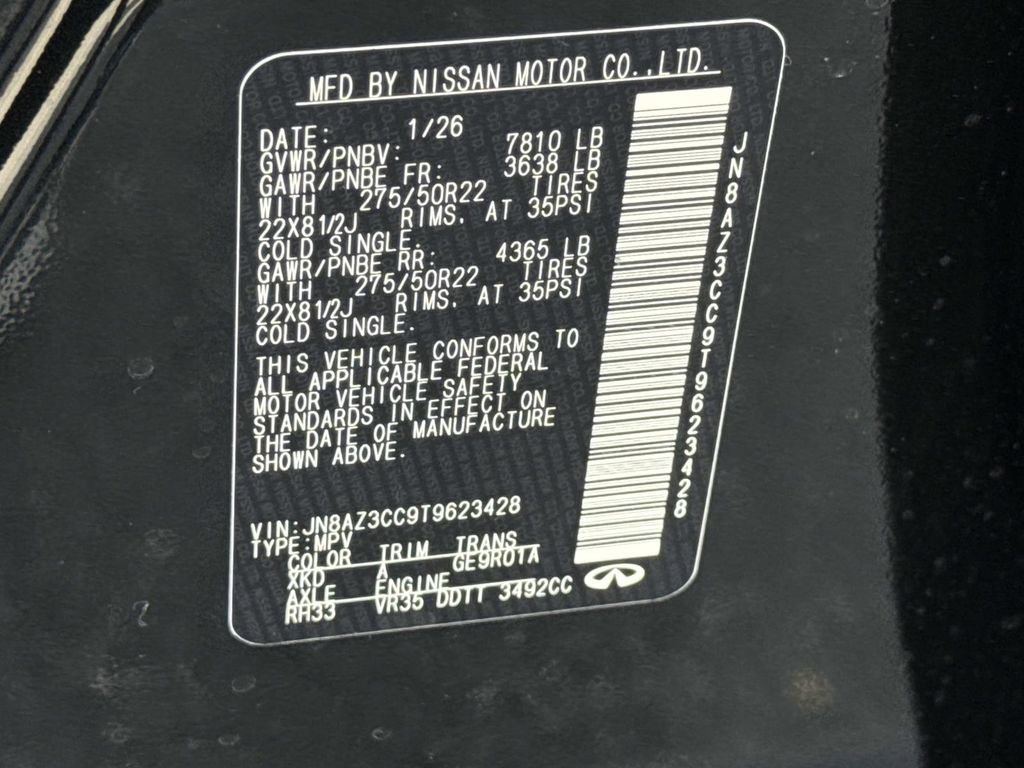 MFD BY NISSAN MOTOR CO.,LTD.
DATE: 1/26
GVWR/PNBV: 7810 LB
GAWR/PNBE FR: 3638 LB
WITH 275/50R22 TIRES
22X81/2J RIMS, AT 35PSI
COLD SINGLE.
GAWR/PNBE RR: 4365 LB
WITH 275/50R22 TIRES
22X81/2J RIMS, AT 35PSI
COLD SINGLE.
THIS VEHICLE CONFORMS TO
ALL APPLICABLE FEDERAL
MOTOR VEHICLE SAFETY
STANDARDS IN EFFECT ON
THE DATE OF MANUFACTURE
SHOWN ABOVE.
VIN:JN8AZ3CC9T9623428
TYPE:MPV
COLOR TRIM TRANS
XKD A GE9R01A
AXLE ENGINE
RH33 VR35 DDTT 3492CC
JN8AZ3CC9T9623428